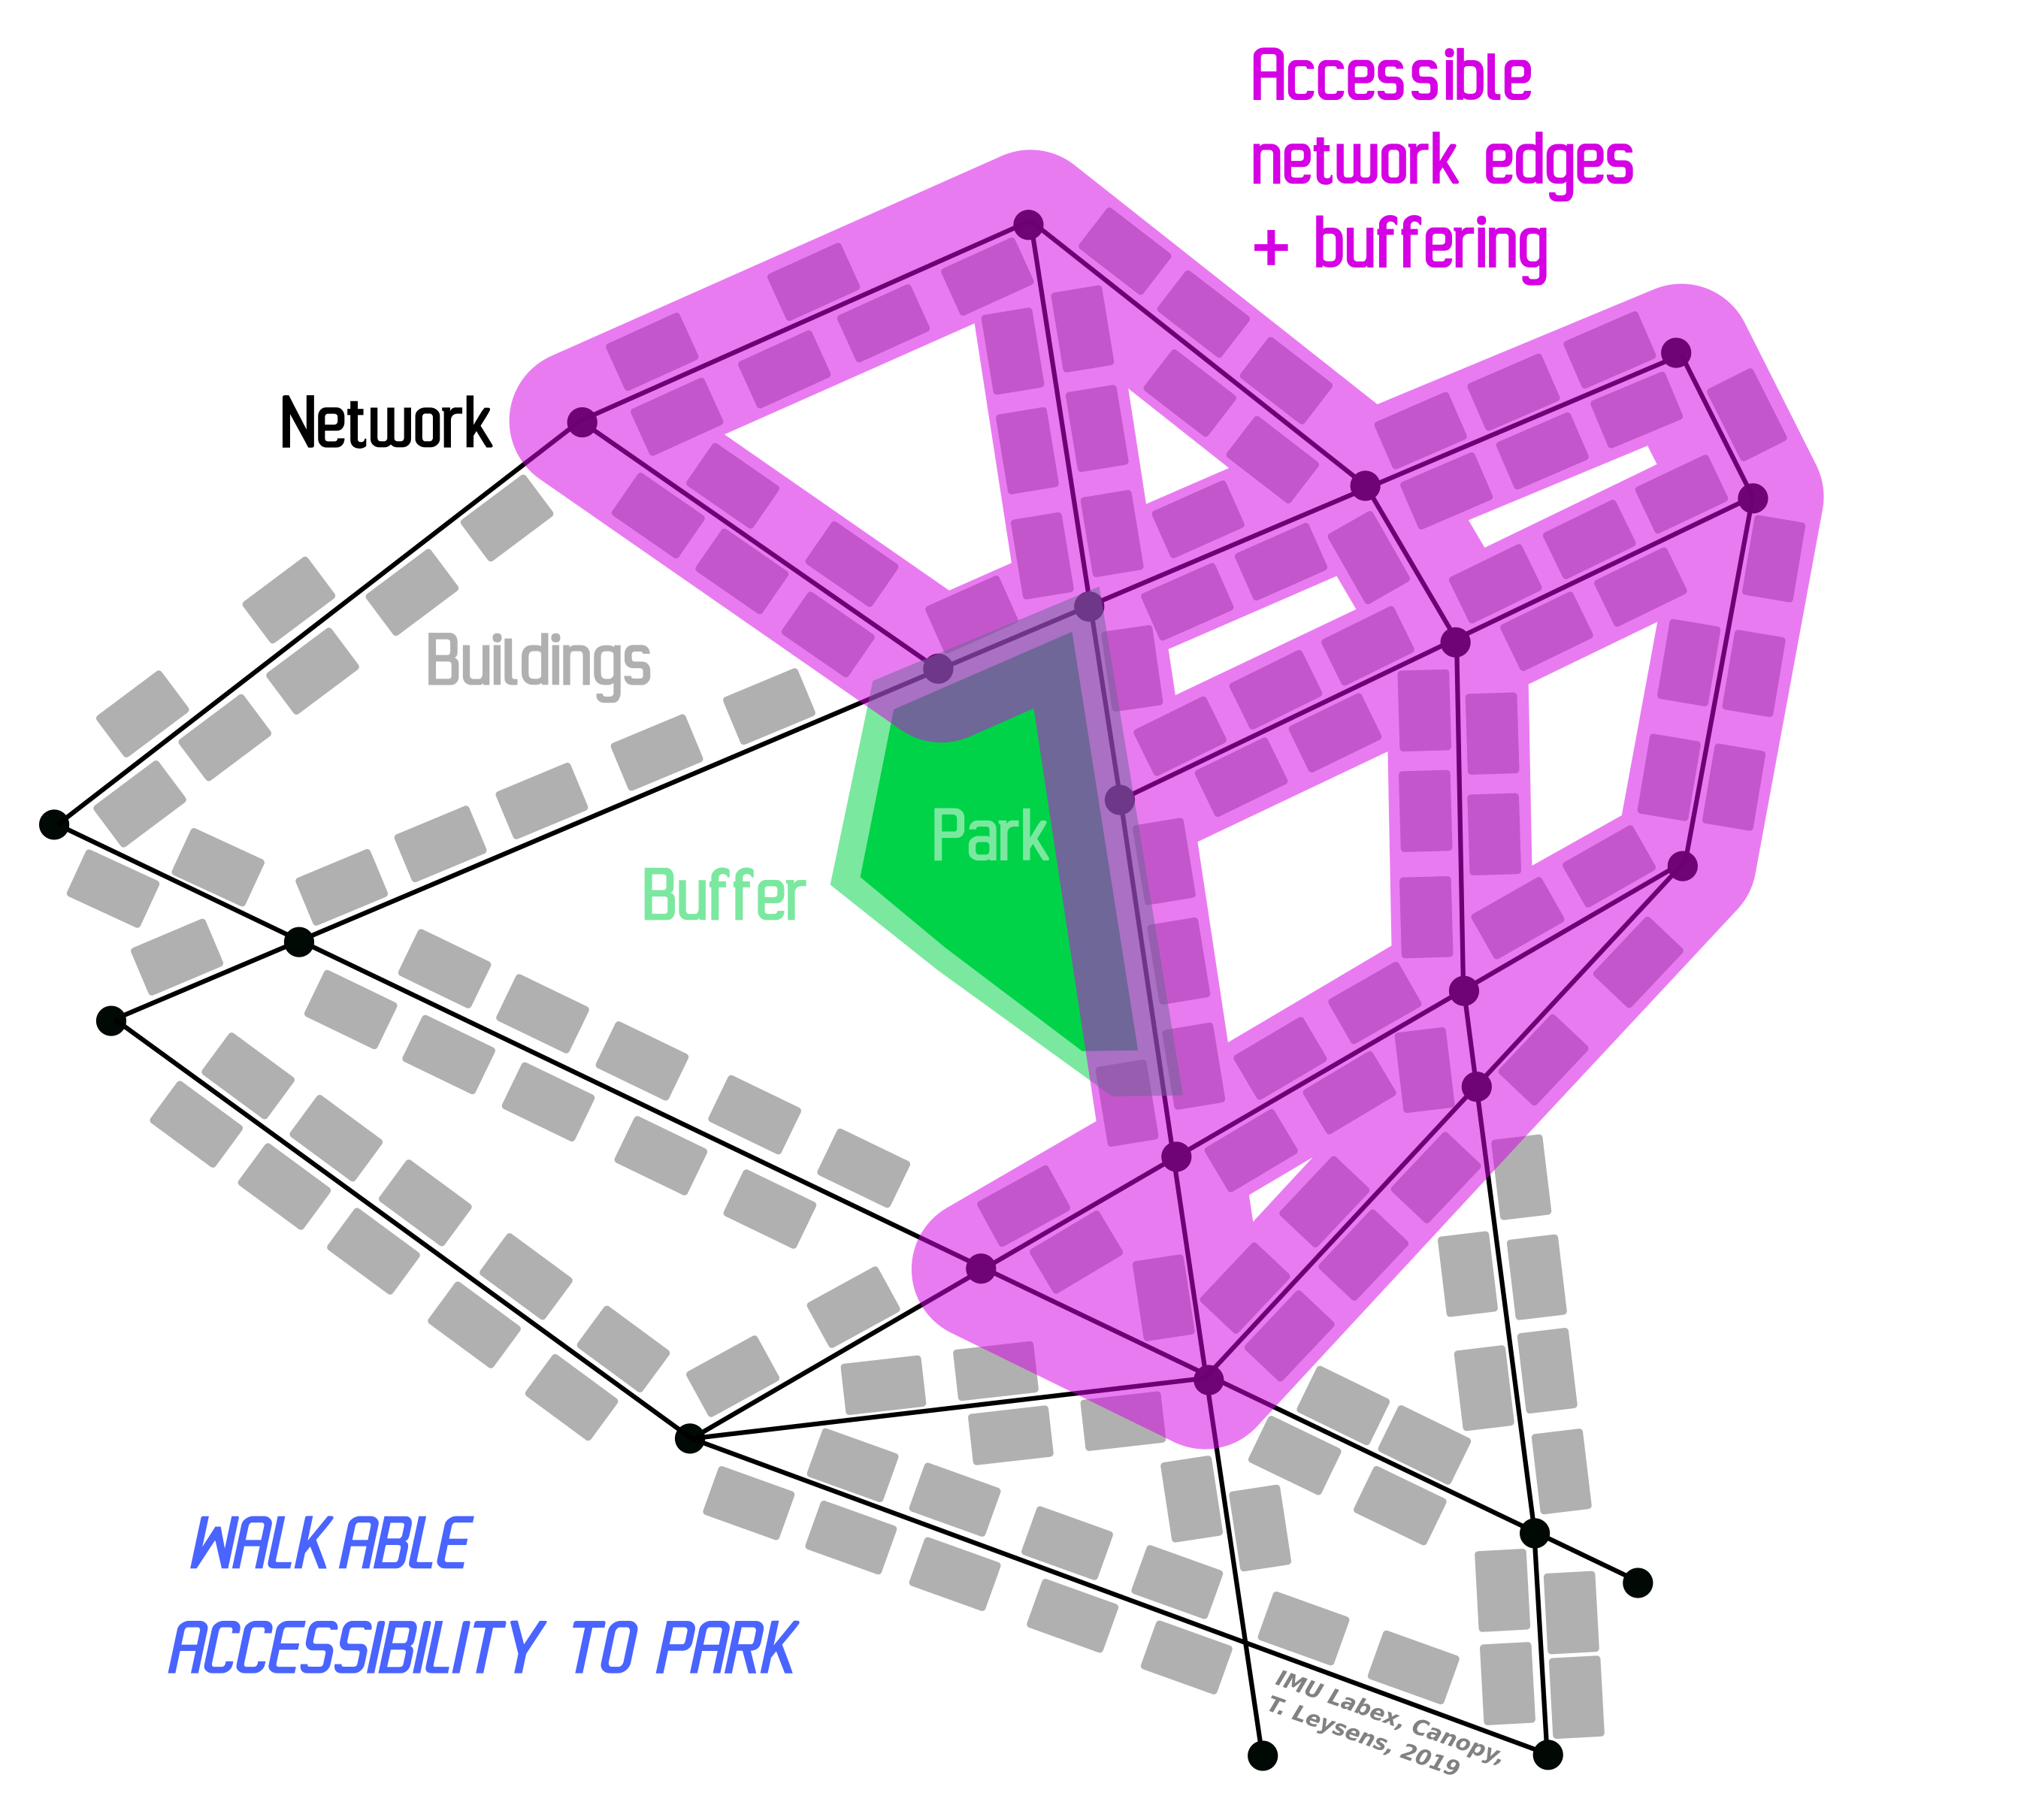 Accessible
network edges
+ buffering
Network
Buildings
Park
Buffer
WALKABLE
ACCESSIBILITY TO PARK
IMU Labex, Canopy,
T. Leysens, 2019